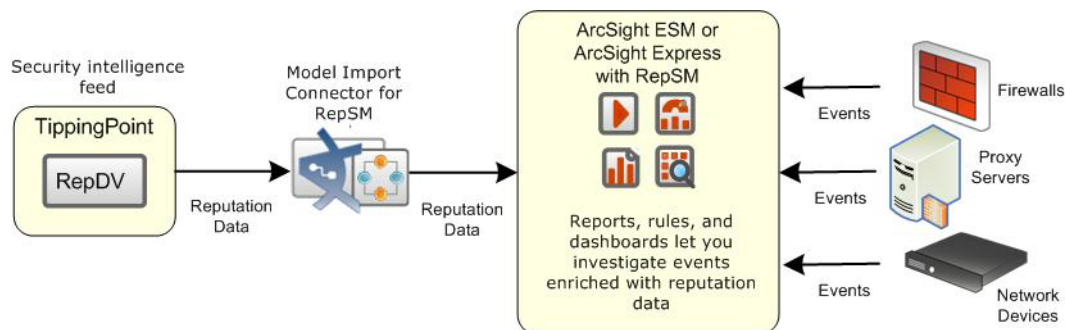 Security intelligence
feed
TippingPoint
RepDV
Reputation
Data
Model Import
Connector for
RepSM
Reputation
Data
ArcSight ESM or
ArcSight Express
with RepSM
Reports, rules, and
dashboards let you
investigate events
enriched with reputation
data
Events
Firewalls
Events
Proxy
Servers
Events
Network
Devices